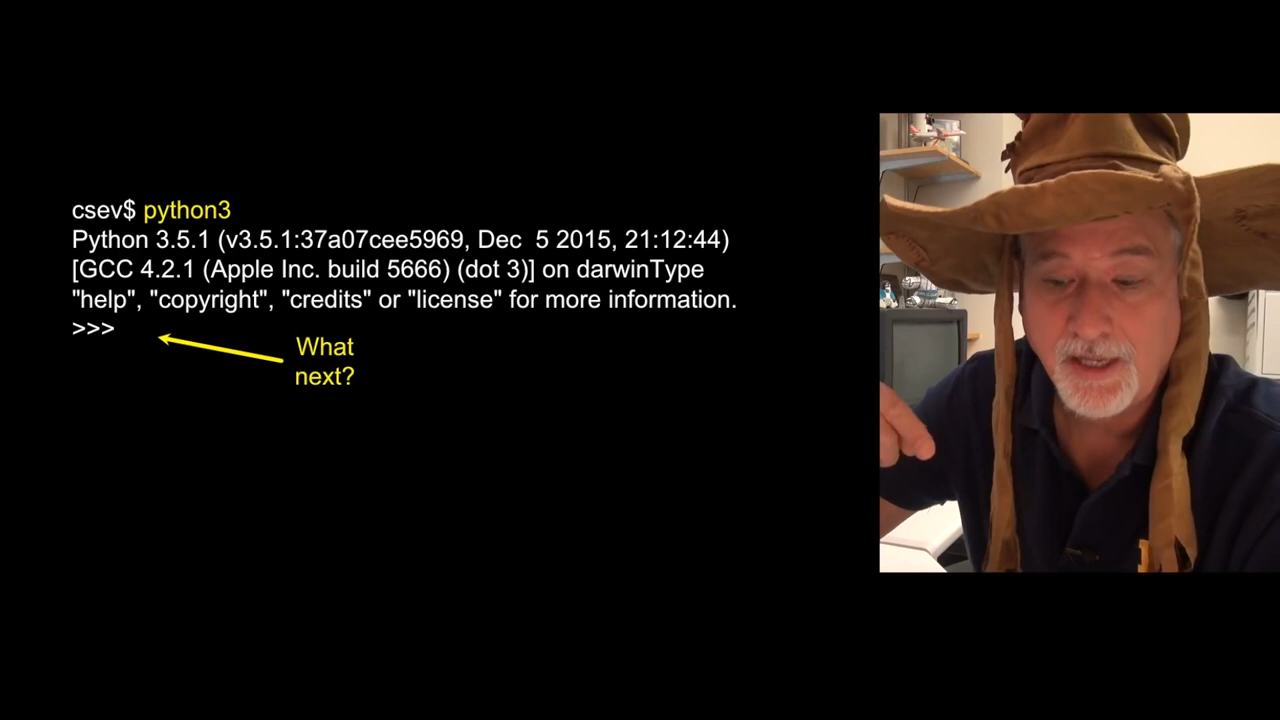 csev$ python3
Python 3.5.1 (v3.5.1:37a07cee5969, Dec  5 2015, 21:12:44)
[GCC 4.2.1 (Apple Inc. build 5666) (dot 3)] on darwinType
"help", "copyright", "credits" or "license" for more information.
>>>
What
next?